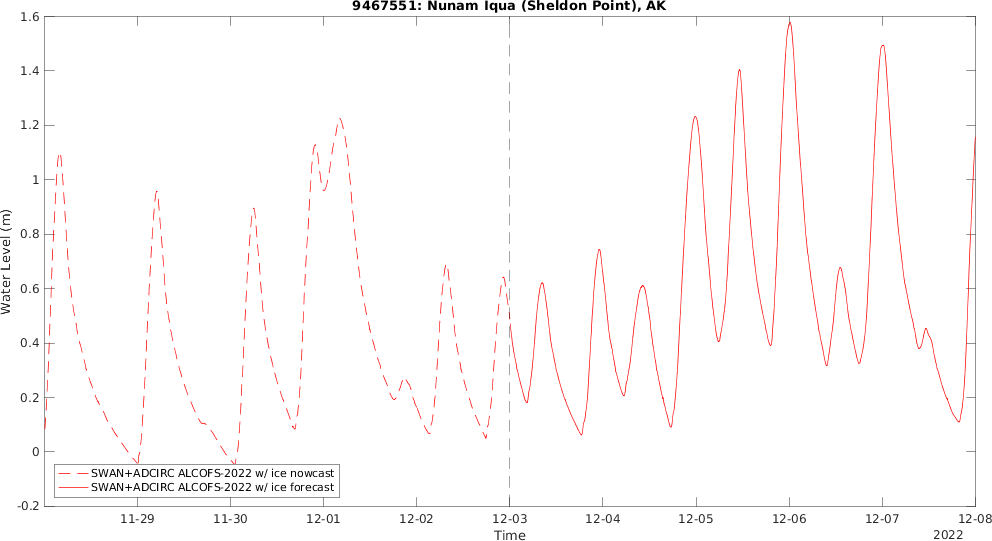 9467551: Nunam Iqua (Sheldon Point), AK
1.6
1.4
1.2
1
0.8
0.6
0.4
0.2
0
-0.2
Water Level (m)
SWAN+ADCIRC ALCOFS-2022 w/ ice nowcast
SWAN+ADCIRC ALCOFS-2022 w/ ice forecast
11-29 11-30 12-01 12-02 12-03 12-04 12-05 12-06 12-07 12-08
Time
2022